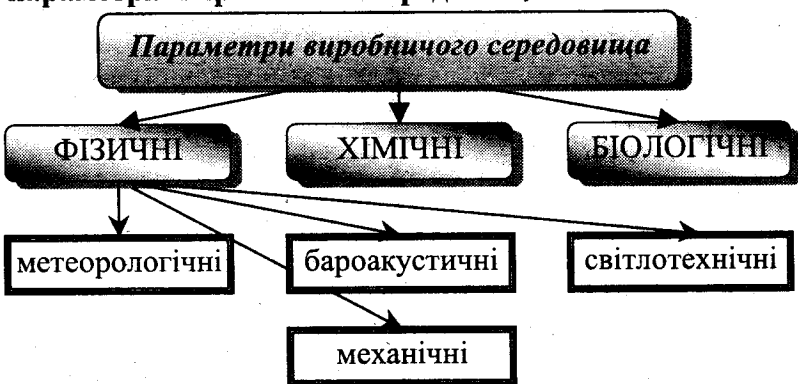 Параметри виробничого середовища
ФІЗИЧНІ ХІМІЧНІ БІОЛОГІЧНІ
метеорологічні бароакустичні світлотехнічні
механічні